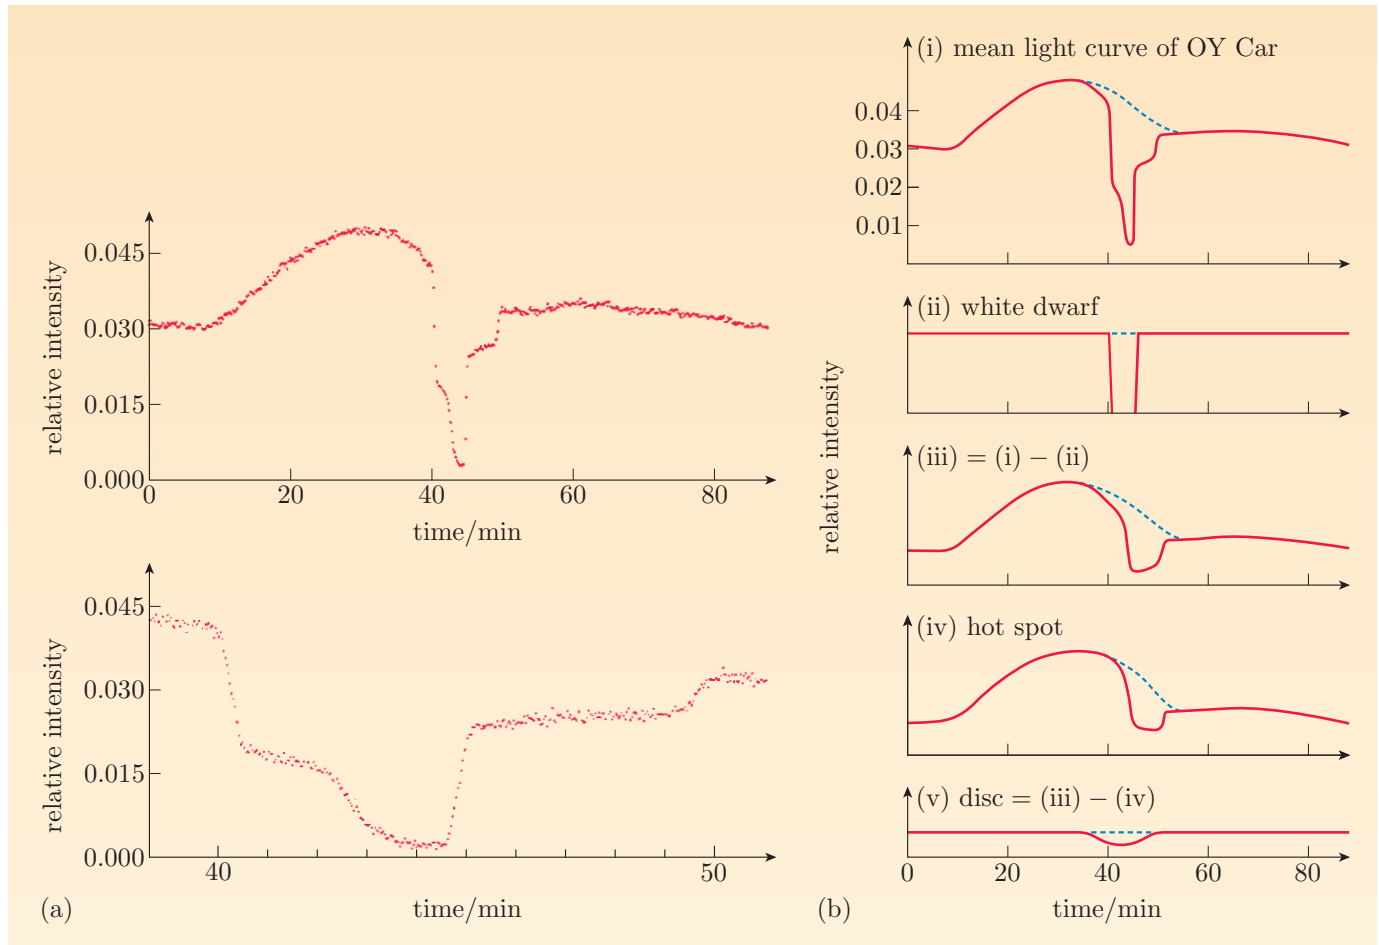 relative intensity
0.045
0.030
0.015
0.000
0 20 40 60 80
time/min
relative intensity
0.045
0.030
0.015
0.000
40 50
(a) time/min
(i) mean light curve of OY Car
0.04
0.03
0.02
0.01
(ii) white dwarf
relative intensity
(iii) = (i) − (ii)
(iv) hot spot
(v) disc = (iii) − (iv)
0 20 40 60 80
(b) time/min